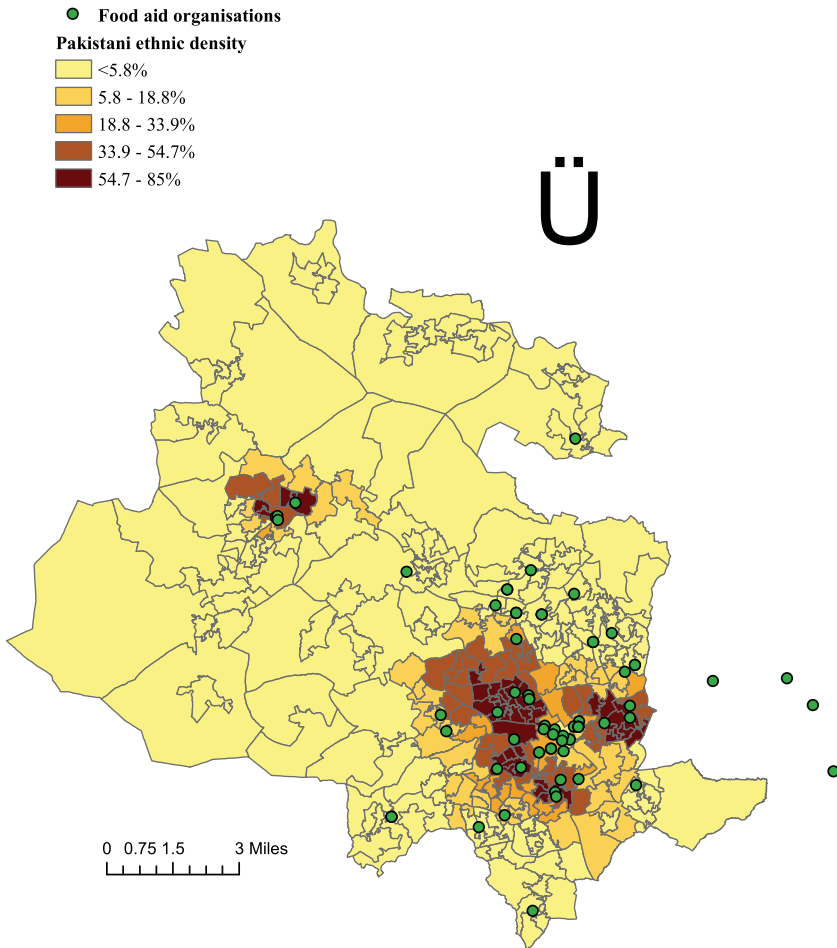 Food aid organisations
Pakistani ethnic density
<5.8%
5.8 - 18.8%
18.8 - 33.9%
33.9 - 54.7%
54.7 - 85%
Ü
0 0.75 1.5 3 Miles